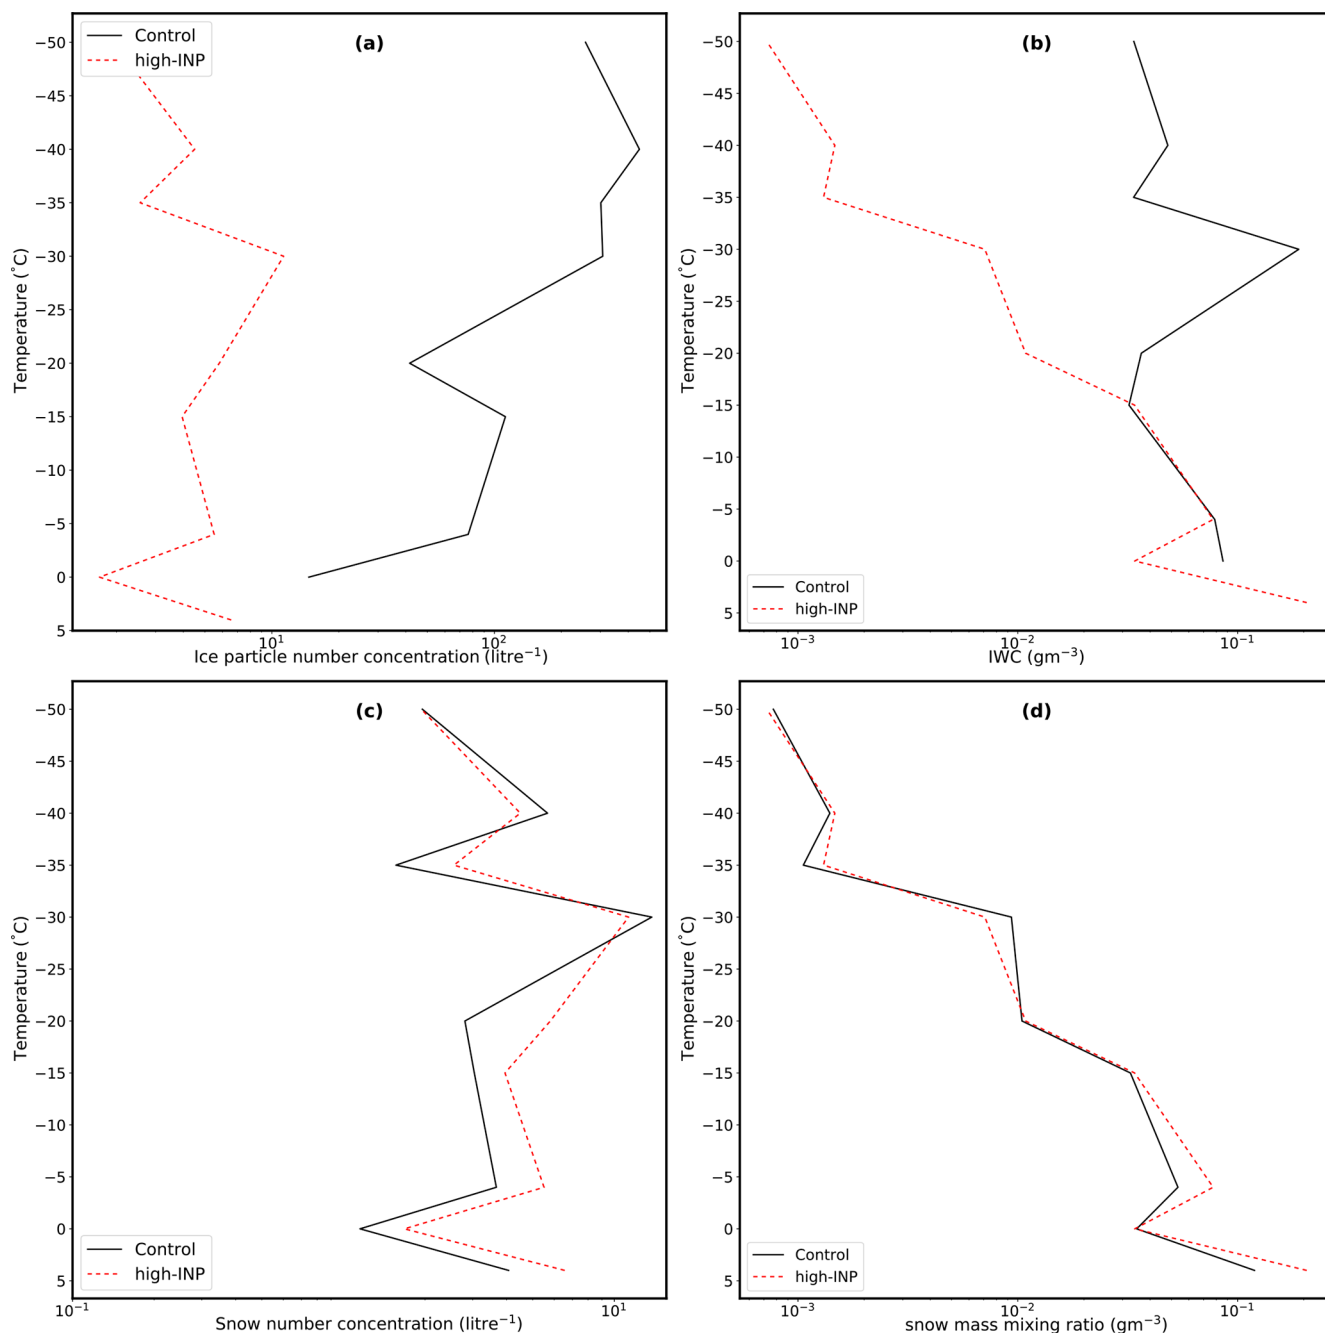 Control
high-INP
(a)
−50
−45
−40
−35
−30
−25
−20
−15
−10
−5
0
5
Temperature (˚C)
10¹
10²
Ice particle number concentration (litre⁻¹)
(b)
−50
−45
−40
−35
−30
−25
−20
−15
−10
−5
0
5
Temperature (˚C)
Control
high-INP
10⁻³
10⁻²
10⁻¹
IWC (gm⁻³)
(c)
−50
−45
−40
−35
−30
−25
−20
−15
−10
−5
0
5
Temperature (˚C)
Control
high-INP
10⁻¹
10¹
Snow number concentration (litre⁻¹)
(d)
−50
−45
−40
−35
−30
−25
−20
−15
−10
−5
0
5
Temperature (˚C)
Control
high-INP
10⁻³
10⁻²
10⁻¹
snow mass mixing ratio (gm⁻³)